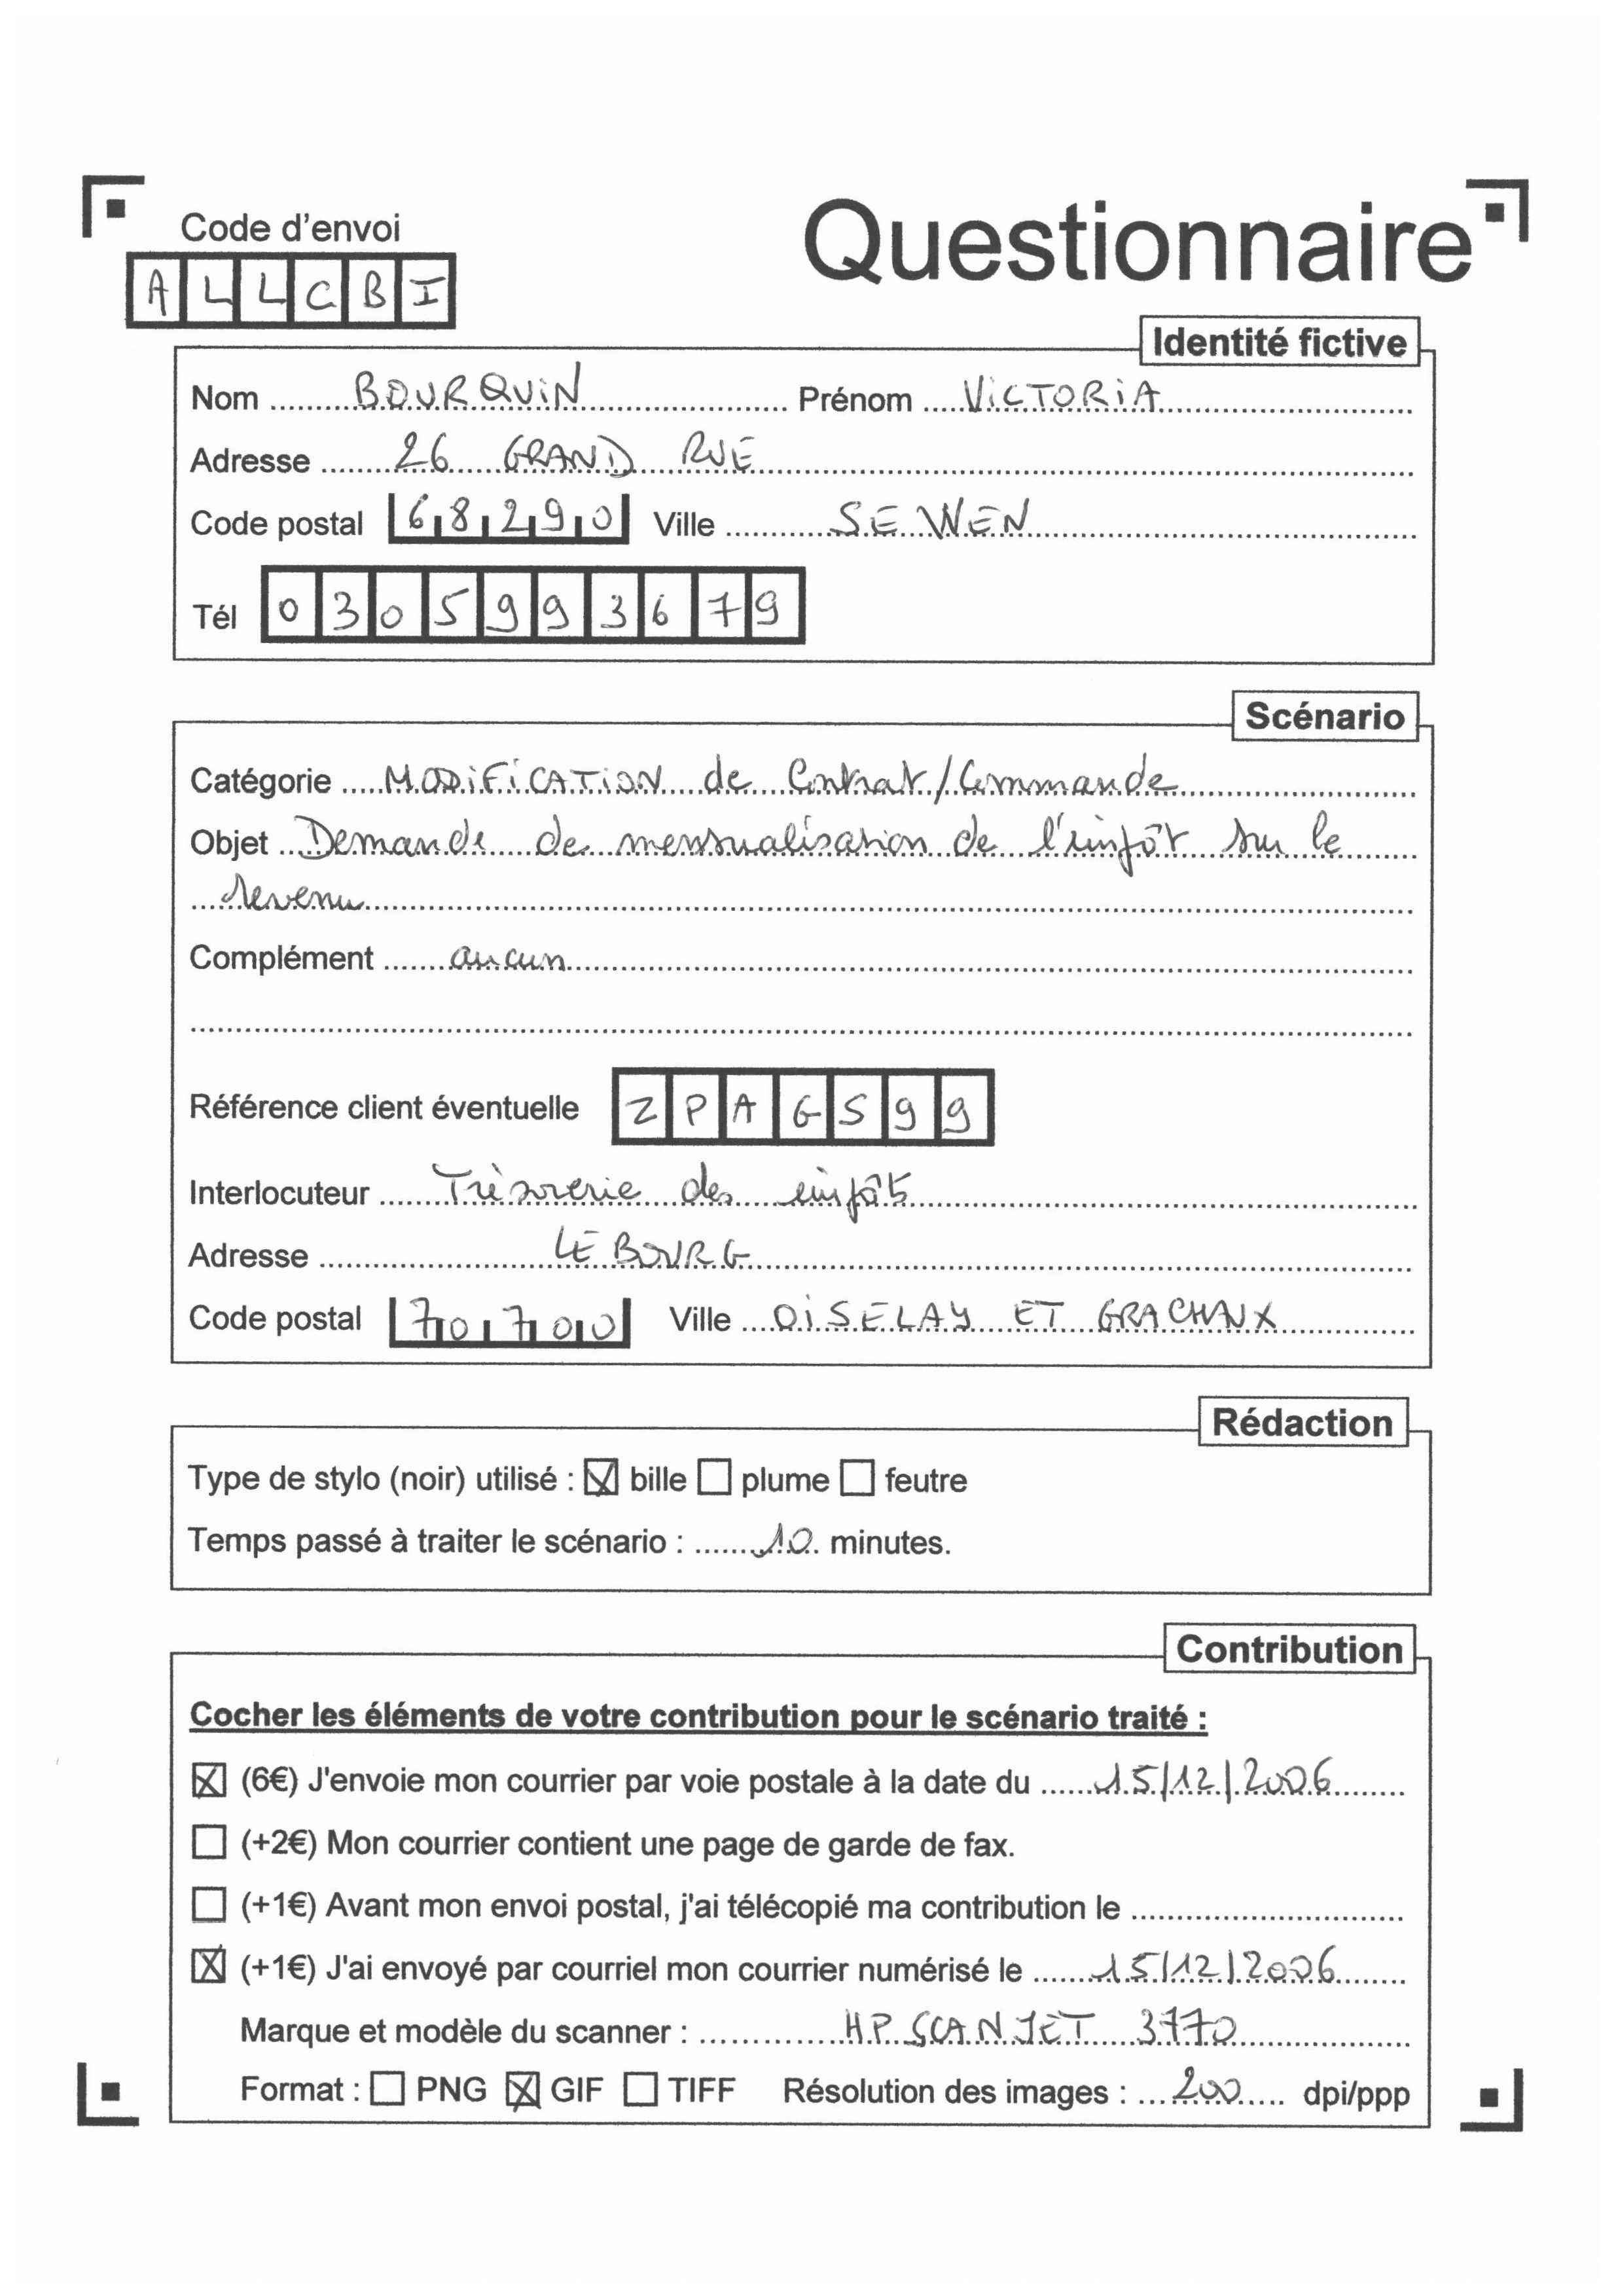 Code d'envoi
Questionnaire
A L L C B I
Identité fictive
Nom BOURQUIN Prénom VICTORIA
Adresse 26 GRAND RUE
Code postal 68290 Ville SEWEN
Tél 0305993679
Scénario
Catégorie MODIFICATION de Contrat/Commande
Objet Demande de mensualisation de l'impôt sur le
revenu
Complément aucun
Référence client éventuelle ZPAGS99
Interlocuteur Trèsorerie des impôts
Adresse LE BOURG
Code postal 70700 Ville OISELAY ET GRACHAUX
Rédaction
Type de stylo (noir) utilisé : ☒ bille ☐ plume ☐ feutre
Temps passé à traiter le scénario : 10 minutes.
Contribution
Cocher les éléments de votre contribution pour le scénario traité :
☒ (6€) J'envoie mon courrier par voie postale à la date du 15/12/2006
☐ (+2€) Mon courrier contient une page de garde de fax.
☐ (+1€) Avant mon envoi postal, j'ai télécopié ma contribution le
☒ (+1€) J'ai envoyé par courriel mon courrier numérisé le 15/12/2006
Marque et modèle du scanner : HP SCANJET 3770
Format : ☐ PNG ☒ GIF ☐ TIFF Résolution des images : 200 dpi/ppp